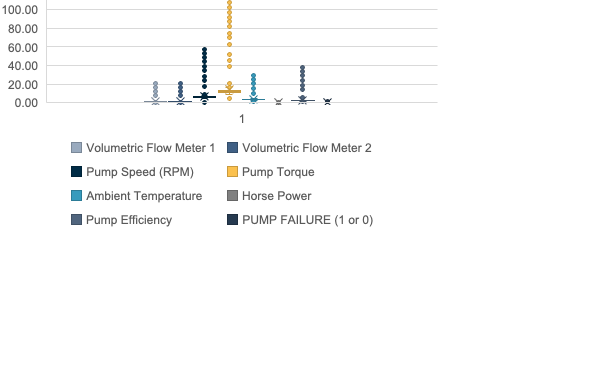 100.00
80.00
60.00
40.00
20.00
0.00
1
Volumetric Flow Meter 1 Volumetric Flow Meter 2
Pump Speed (RPM) Pump Torque
Ambient Temperature Horse Power
Pump Efficiency PUMP FAILURE (1 or 0)